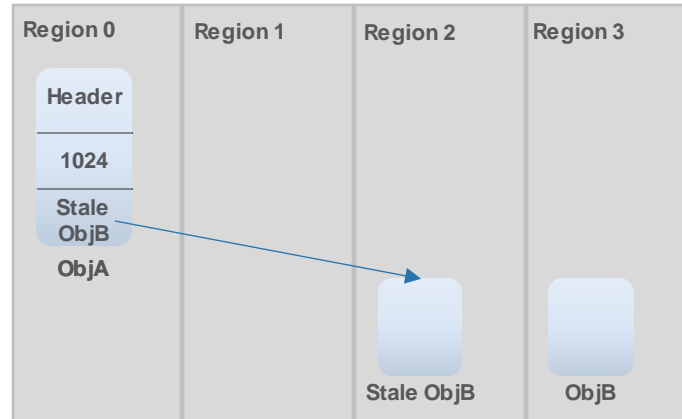 Region 0
Region 1
Region 2
Region 3
Header
1024
Stale
ObjB
ObjA
Stale ObjB
ObjB